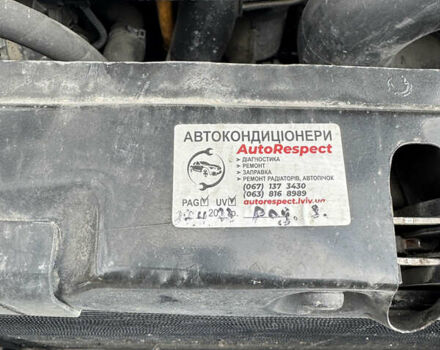 АВТОКОНДИЦІОНЕРИ
AutoRespect
> ДІАГНОСТИКА
> РЕМОНТ
> ЗАПРАВКА
> РЕМОНТ РАДІАТОРІВ, АВТОПІЧОК
(067) 137 3430
(063) 816 8989
autorespect.lviv.ua
PAG UV